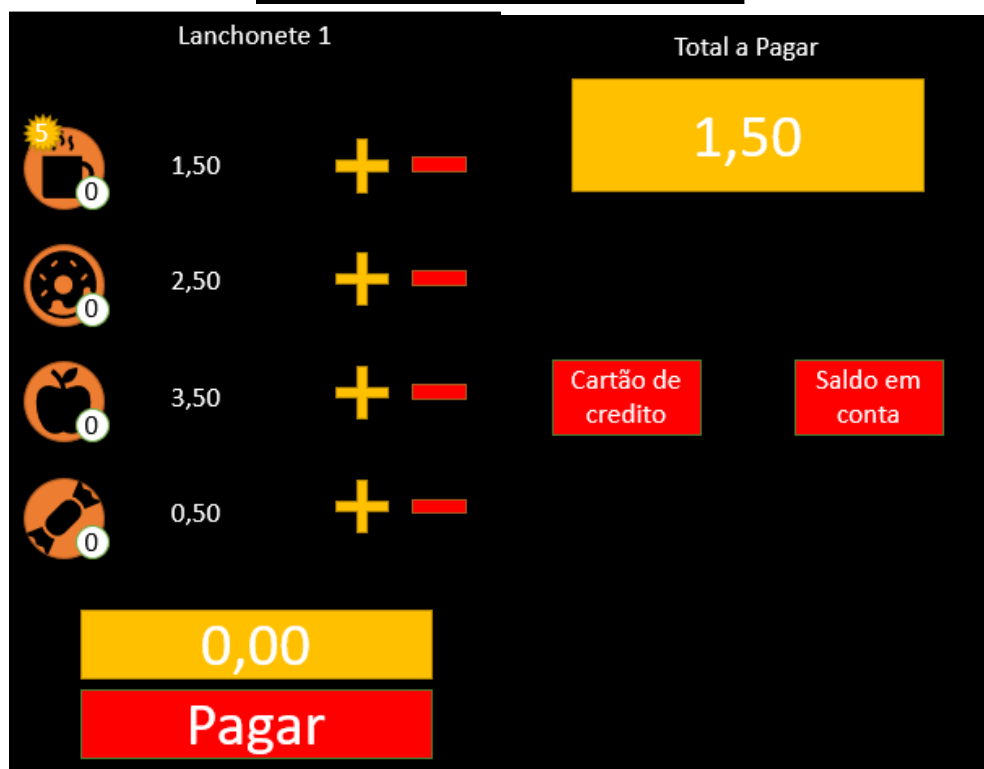 Lanchonete 1
5
0
1,50
0
2,50
0
3,50
0
0,50
0,00
Pagar
Total a Pagar
1,50
Cartão de
credito
Saldo em
conta